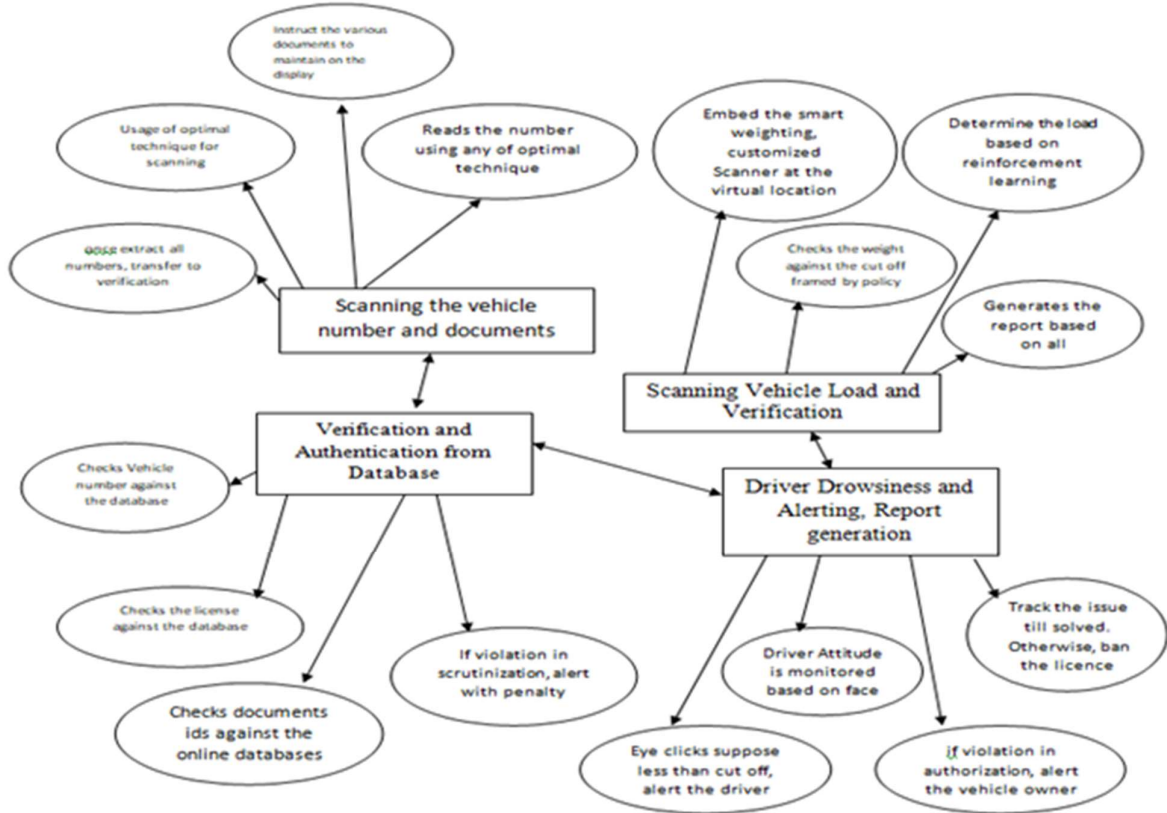 Instruct the various
documents to
maintain on the
display
Usage of optimal
technique for
scanning
Reads the number
using any of optimal
technique
once extract all
numbers, transfer to
verification
Scanning the vehicle
number and documents
Embed the smart
weighting,
customized
Scanner at the
virtual location
Determine the load
based on
reinforcement
learning
Checks the weight
against the cut off
framed by policy
Generates the
report based
on all
Scanning Vehicle Load and
Verification
Verification and
Authentication from
Database
Driver Drowsiness and
Alerting, Report
generation
Checks Vehicle
number against
the database
Checks the license
against the database
Checks documents
ids against the
online databases
If violation in
scrutinization, alert
with penalty
Driver Attitude
is monitored
based on face
Track the issue
till solved.
Otherwise, ban
the licence
Eye clicks suppose
less than cut off,
alert the driver
if violation in
authorization, alert
the vehicle owner